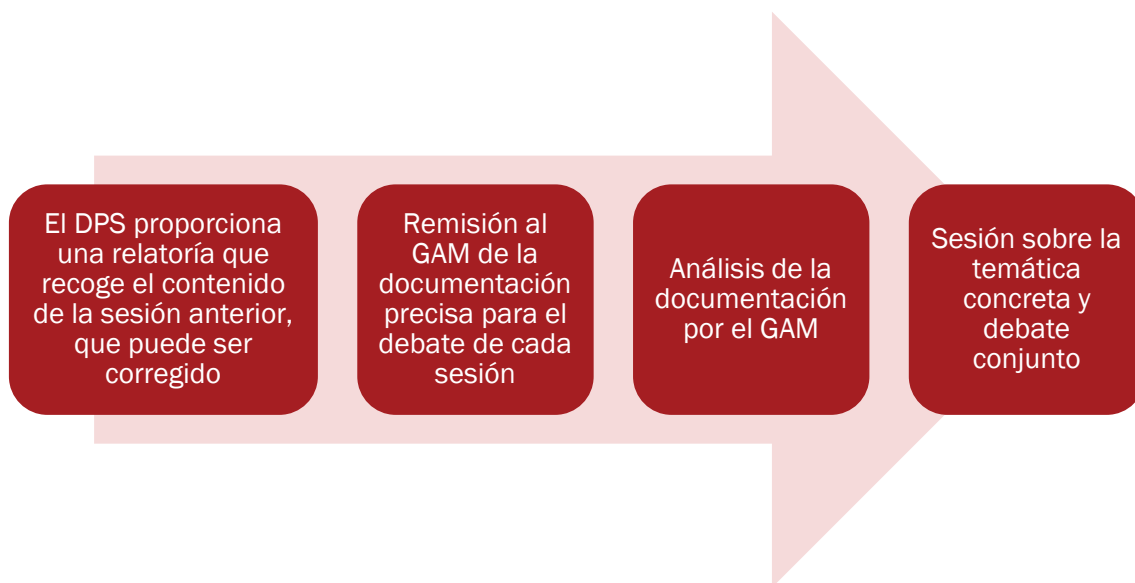 El DPS proporciona
una relatoría que
recoge el contenido
de la sesión anterior,
que puede ser
corregido
Remisión al
GAM de la
documentación
precisa para el
debate de cada
sesión
Análisis de la
documentación
por el GAM
Sesión sobre la
temática
concreta y
debate
conjunto